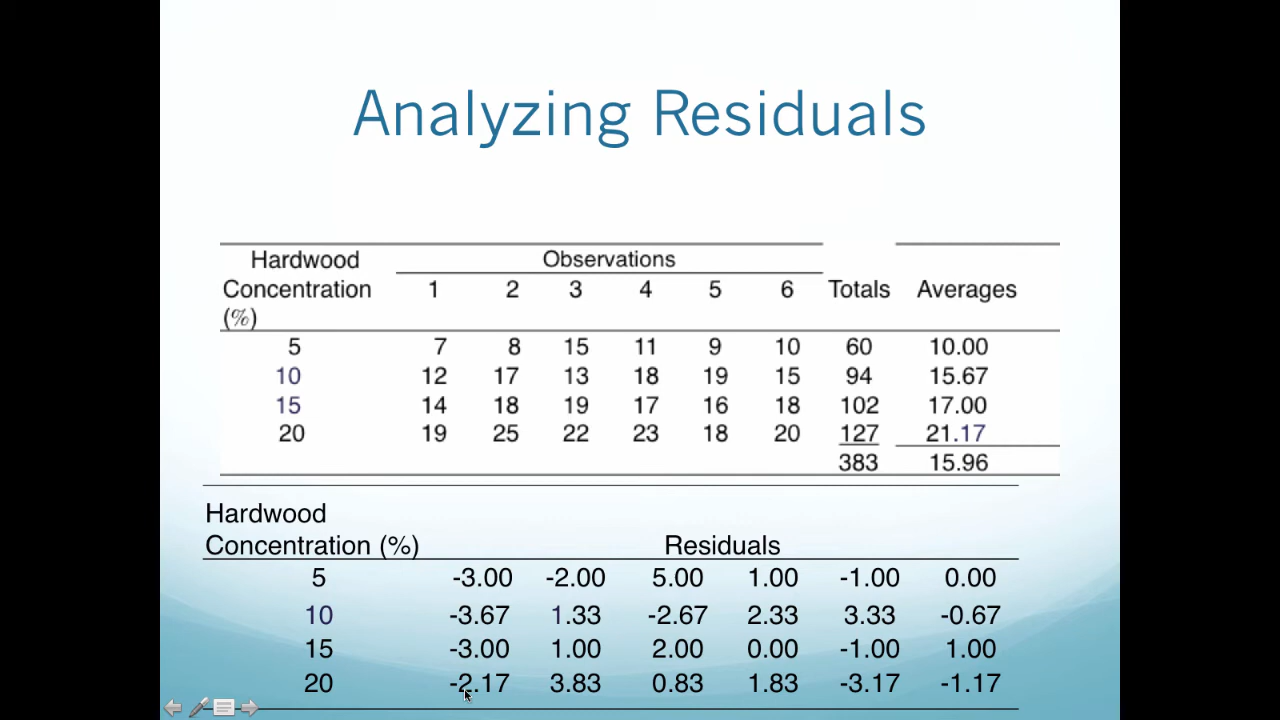 Analyzing Residuals
Hardwood Observations
Concentration 1 2 3 4 5 6 Totals Averages
(%)
5 7 8 15 11 9 10 60 10.00
10 12 17 13 18 19 15 94 15.67
15 14 18 19 17 16 18 102 17.00
20 19 25 22 23 18 20 127 21.17
383 15.96
Hardwood
Concentration (%) Residuals
5 -3.00 -2.00 5.00 1.00 -1.00 0.00
10 -3.67 1.33 -2.67 2.33 3.33 -0.67
15 -3.00 1.00 2.00 0.00 -1.00 1.00
20 -2.17 3.83 0.83 1.83 -3.17 -1.17